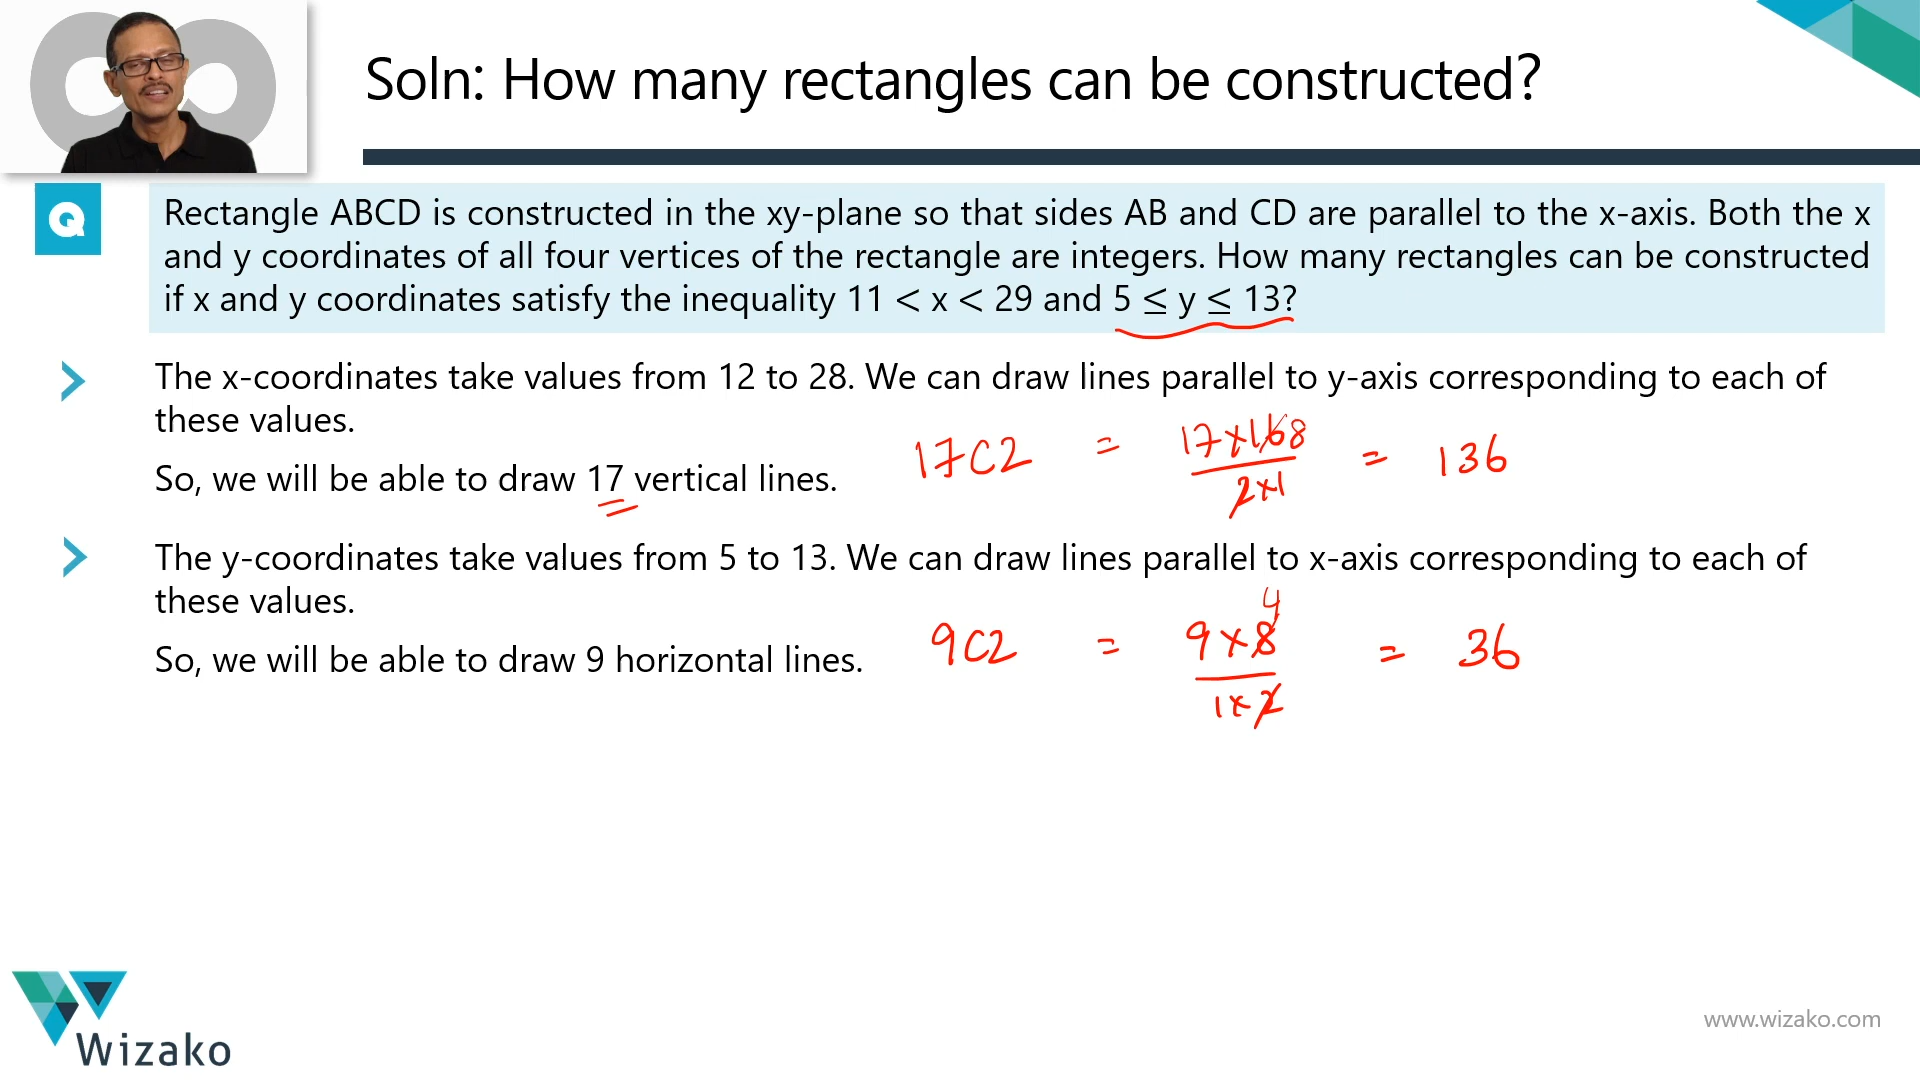 Soln: How many rectangles can be constructed?
Q
Rectangle ABCD is constructed in the xy-plane so that sides AB and CD are parallel to the x-axis. Both the x
and y coordinates of all four vertices of the rectangle are integers. How many rectangles can be constructed
if x and y coordinates satisfy the inequality 11 < x < 29 and 5 ≤ y ≤ 13?
The x-coordinates take values from 12 to 28. We can draw lines parallel to y-axis corresponding to each of
these values.
So, we will be able to draw 17 vertical lines.
17C2 = 17×16 8 / 2×1 = 136
The y-coordinates take values from 5 to 13. We can draw lines parallel to x-axis corresponding to each of
these values.
So, we will be able to draw 9 horizontal lines.
9C2 = 9×8 4 / 1×2 = 36
Wizako
www.wizako.com